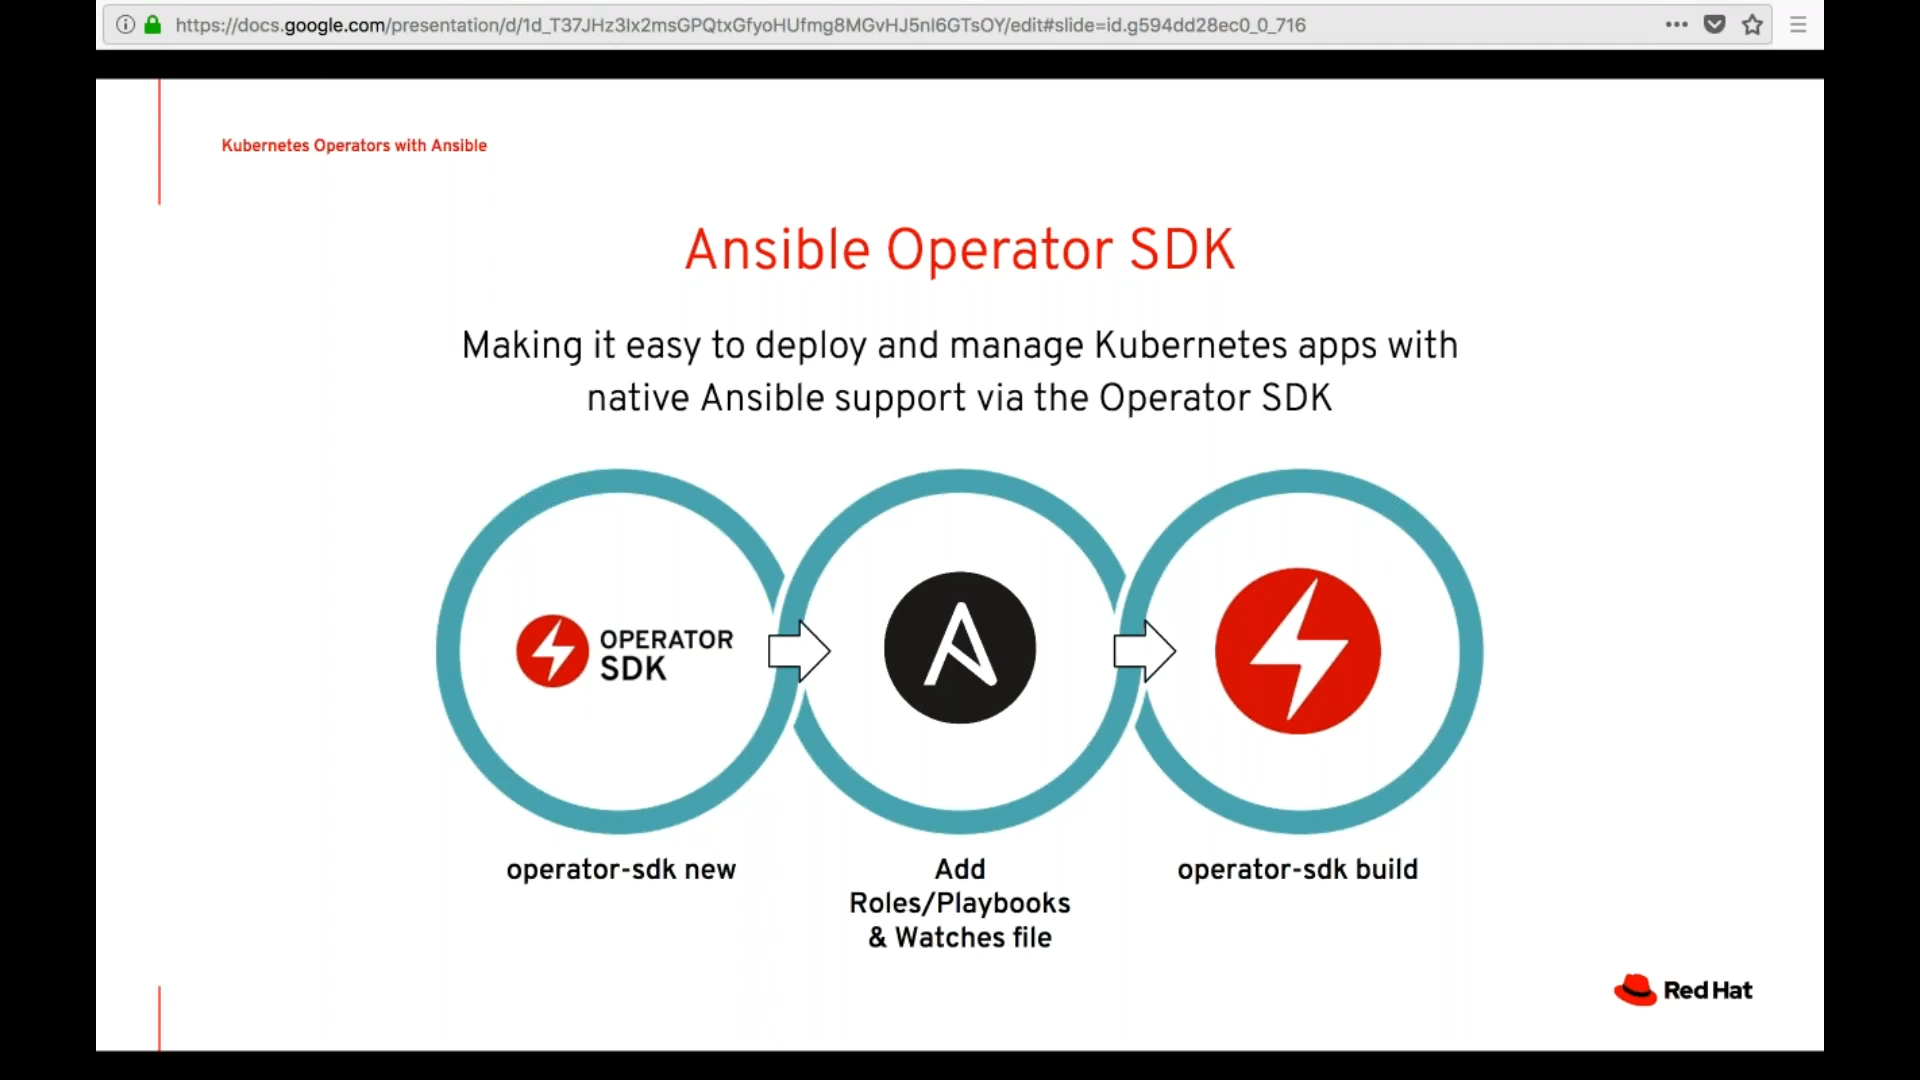 https://docs.google.com/presentation/d/1d_T37JHz3Ix2msGPQtxGfyoHUfmg8MGvHJ5nI6GTsOY/edit#slide=id.g594dd28ec0_0_716
Kubernetes Operators with Ansible
Ansible Operator SDK
Making it easy to deploy and manage Kubernetes apps with
native Ansible support via the Operator SDK
OPERATOR
SDK
operator-sdk new
Add
Roles/Playbooks
& Watches file
operator-sdk build
Red Hat